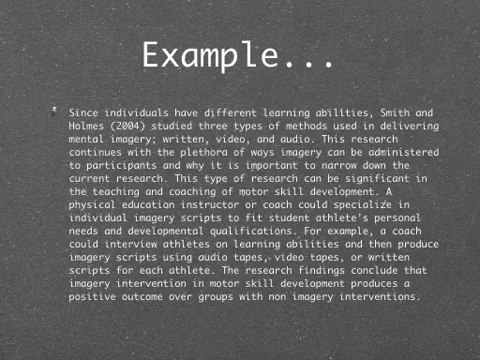 Example...
Since individuals have different learning abilities, Smith and
Holmes (2004) studied three types of methods used in delivering
mental imagery; written, video, and audio. This research
continues with the plethora of ways imagery can be administered
to participants and why it is important to narrow down the
current research. This type of research can be significant in
the teaching and coaching of motor skill development. A
physical education instructor or coach could specialize in
individual imagery scripts to fit student athlete's personal
needs and developmental qualifications. For example, a coach
could interview athletes on learning abilities and then produce
imagery scripts using audio tapes, video tapes, or written
scripts for each athlete. The research findings conclude that
imagery intervention in motor skill development produces a
positive outcome over groups with non imagery interventions.